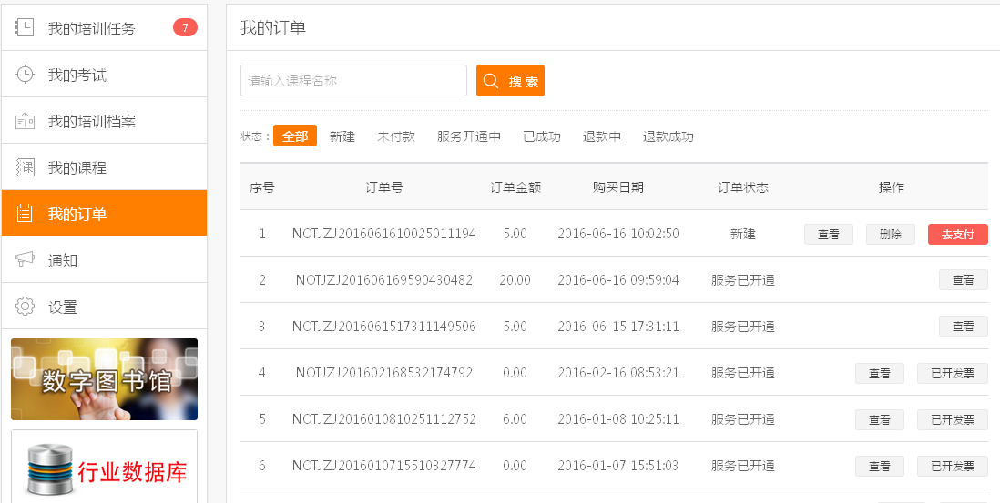 我的培训任务 7
我的考试
我的培训档案
我的课程
我的订单
通知
设置
数字图书馆
行业数据库
我的订单
请输入课程名称 搜索
状态： 全部 新建 未付款 服务开通中 已成功 退款中 退款成功
序号 订单号 订单金额 购买日期 订单状态 操作
1 NOTJZJ2016061610025011194 5.00 2016-06-16 10:02:50 新建 查看 删除 去支付
2 NOTJZJ201606169590430482 20.00 2016-06-16 09:59:04 服务已开通 查看
3 NOTJZJ2016061517311149506 5.00 2016-06-15 17:31:11 服务已开通 查看
4 NOTJZJ201602168532174792 0.00 2016-02-16 08:53:21 服务已开通 查看 已开发票
5 NOTJZJ2016010810251112752 6.00 2016-01-08 10:25:11 服务已开通 查看 已开发票
6 NOTJZJ2016010715510327774 0.00 2016-01-07 15:51:03 服务已开通 查看 已开发票